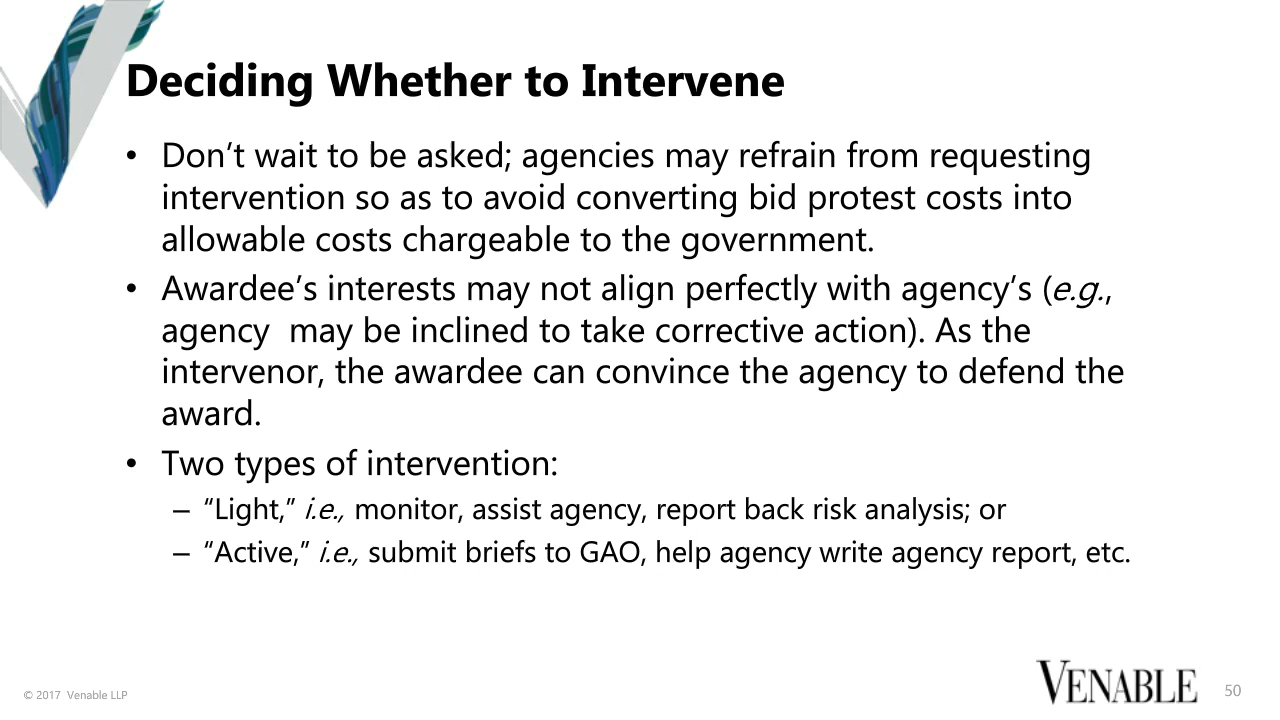 Deciding Whether to Intervene
• Don’t wait to be asked; agencies may refrain from requesting
intervention so as to avoid converting bid protest costs into
allowable costs chargeable to the government.
• Awardee’s interests may not align perfectly with agency’s (e.g.,
agency  may be inclined to take corrective action). As the
intervenor, the awardee can convince the agency to defend the
award.
• Two types of intervention:
– “Light,” i.e., monitor, assist agency, report back risk analysis; or
– “Active,” i.e., submit briefs to GAO, help agency write agency report, etc.
© 2017  Venable LLP
VENABLE
50